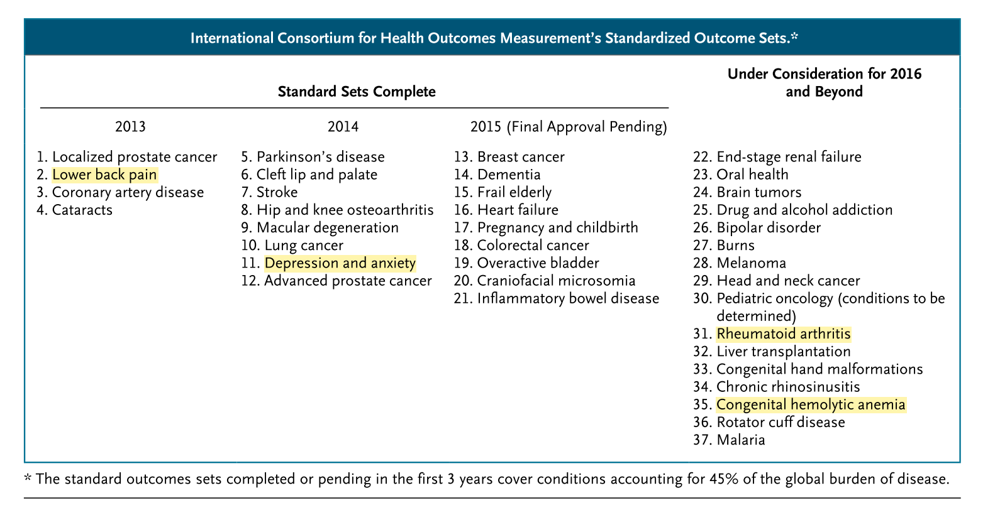 International Consortium for Health Outcomes Measurement’s Standardized Outcome Sets.*
Standard Sets Complete
Under Consideration for 2016
and Beyond
2013
1. Localized prostate cancer
2. Lower back pain
3. Coronary artery disease
4. Cataracts
2014
5. Parkinson’s disease
6. Cleft lip and palate
7. Stroke
8. Hip and knee osteoarthritis
9. Macular degeneration
10. Lung cancer
11. Depression and anxiety
12. Advanced prostate cancer
2015 (Final Approval Pending)
13. Breast cancer
14. Dementia
15. Frail elderly
16. Heart failure
17. Pregnancy and childbirth
18. Colorectal cancer
19. Overactive bladder
20. Craniofacial microsomia
21. Inflammatory bowel disease
22. End-stage renal failure
23. Oral health
24. Brain tumors
25. Drug and alcohol addiction
26. Bipolar disorder
27. Burns
28. Melanoma
29. Head and neck cancer
30. Pediatric oncology (conditions to be
determined)
31. Rheumatoid arthritis
32. Liver transplantation
33. Congenital hand malformations
34. Chronic rhinosinusitis
35. Congenital hemolytic anemia
36. Rotator cuff disease
37. Malaria
* The standard outcomes sets completed or pending in the first 3 years cover conditions accounting for 45% of the global burden of disease.